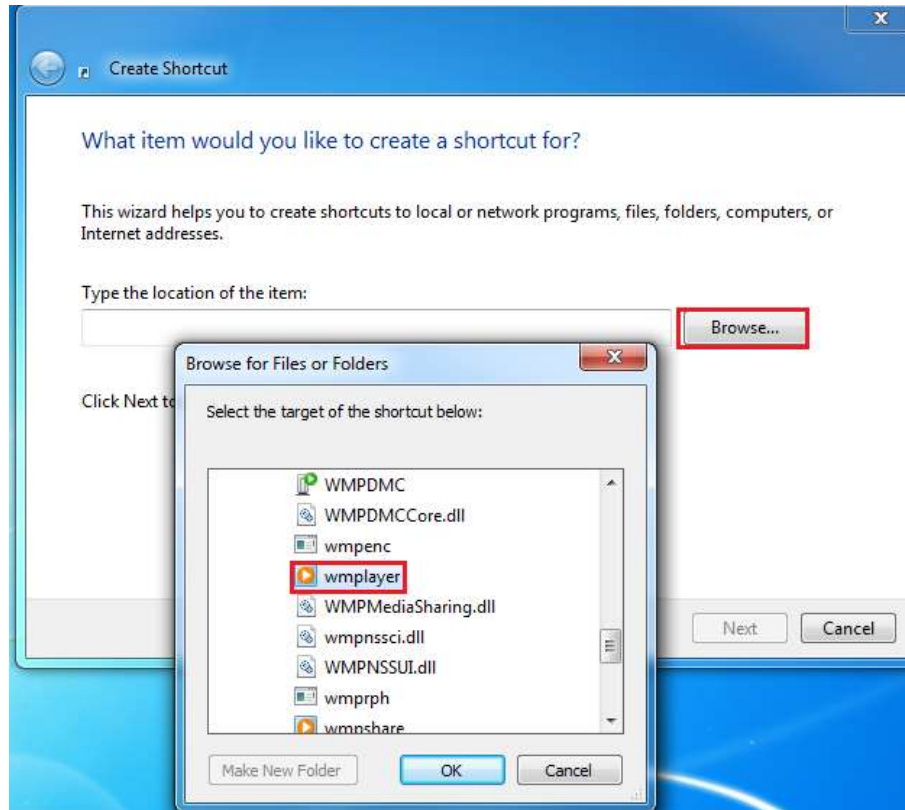 Create Shortcut
What item would you like to create a shortcut for?
This wizard helps you to create shortcuts to local or network programs, files, folders, computers, or
Internet addresses.
Type the location of the item:
Browse...
Browse for Files or Folders
Click Next to
Select the target of the shortcut below:
WMPDMC
WMPDMCCore.dll
wmpenc
wmplayer
WMPMediaSharing.dll
wmpnssci.dll
WMPNSSUI.dll
wmprph
wmpshare
Next
Cancel
Make New Folder
OK
Cancel